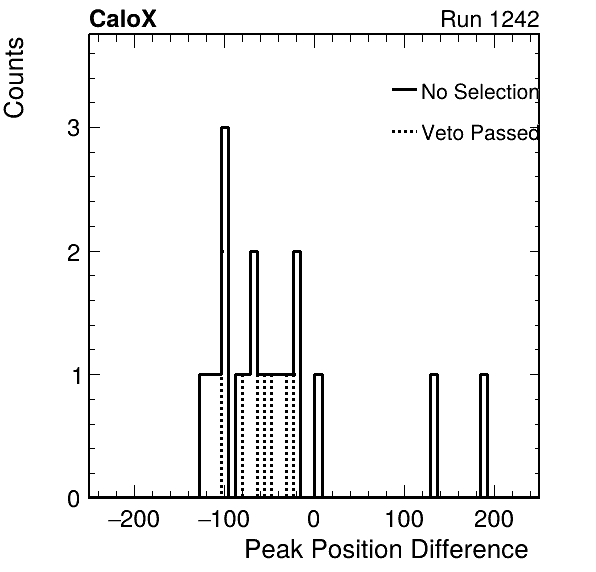 CaloX Run 1242
Counts
No Selection
Veto Passed
3
2
1
0
−200 −100 0 100 200
Peak Position Difference